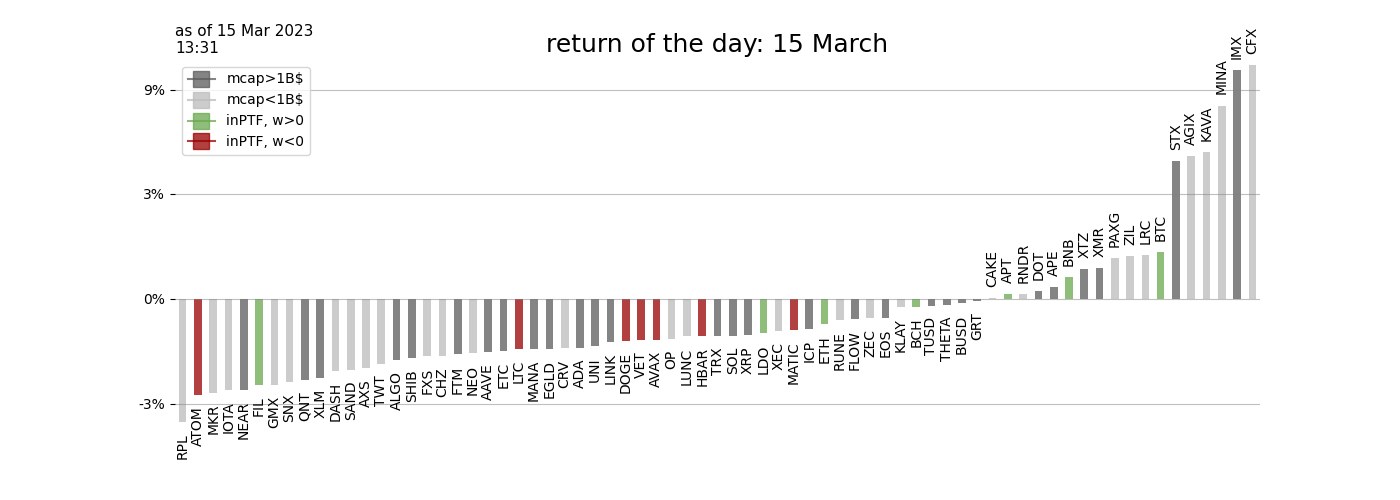 as of 15 Mar 2023
13:31
return of the day: 15 March
mcap>1B$
mcap<1B$
inPTF, w>0
inPTF, w<0
9%
3%
0%
-3%
RPL
ATOM
MKR
IOTA
NEAR
FIL
GMX
SNX
QNT
XLM
DASH
SAND
AXS
TWT
ALGO
SHIB
FXS
CHZ
FTM
NEO
AAVE
ETC
LTC
MANA
EGLD
CRV
ADA
UNI
LINK
DOGE
VET
AVAX
OP
LUNC
HBAR
TRX
SOL
XRP
LDO
XEC
MATIC
ICP
ETH
RUNE
FLOW
ZEC
EOS
KLAY
BCH
TUSD
THETA
BUSD
GRT
CAKE
APT
RNDR
DOT
APE
BNB
XTZ
XMR
PAXG
ZIL
LRC
BTC
STX
AGIX
KAVA
MINA
IMX
CFX